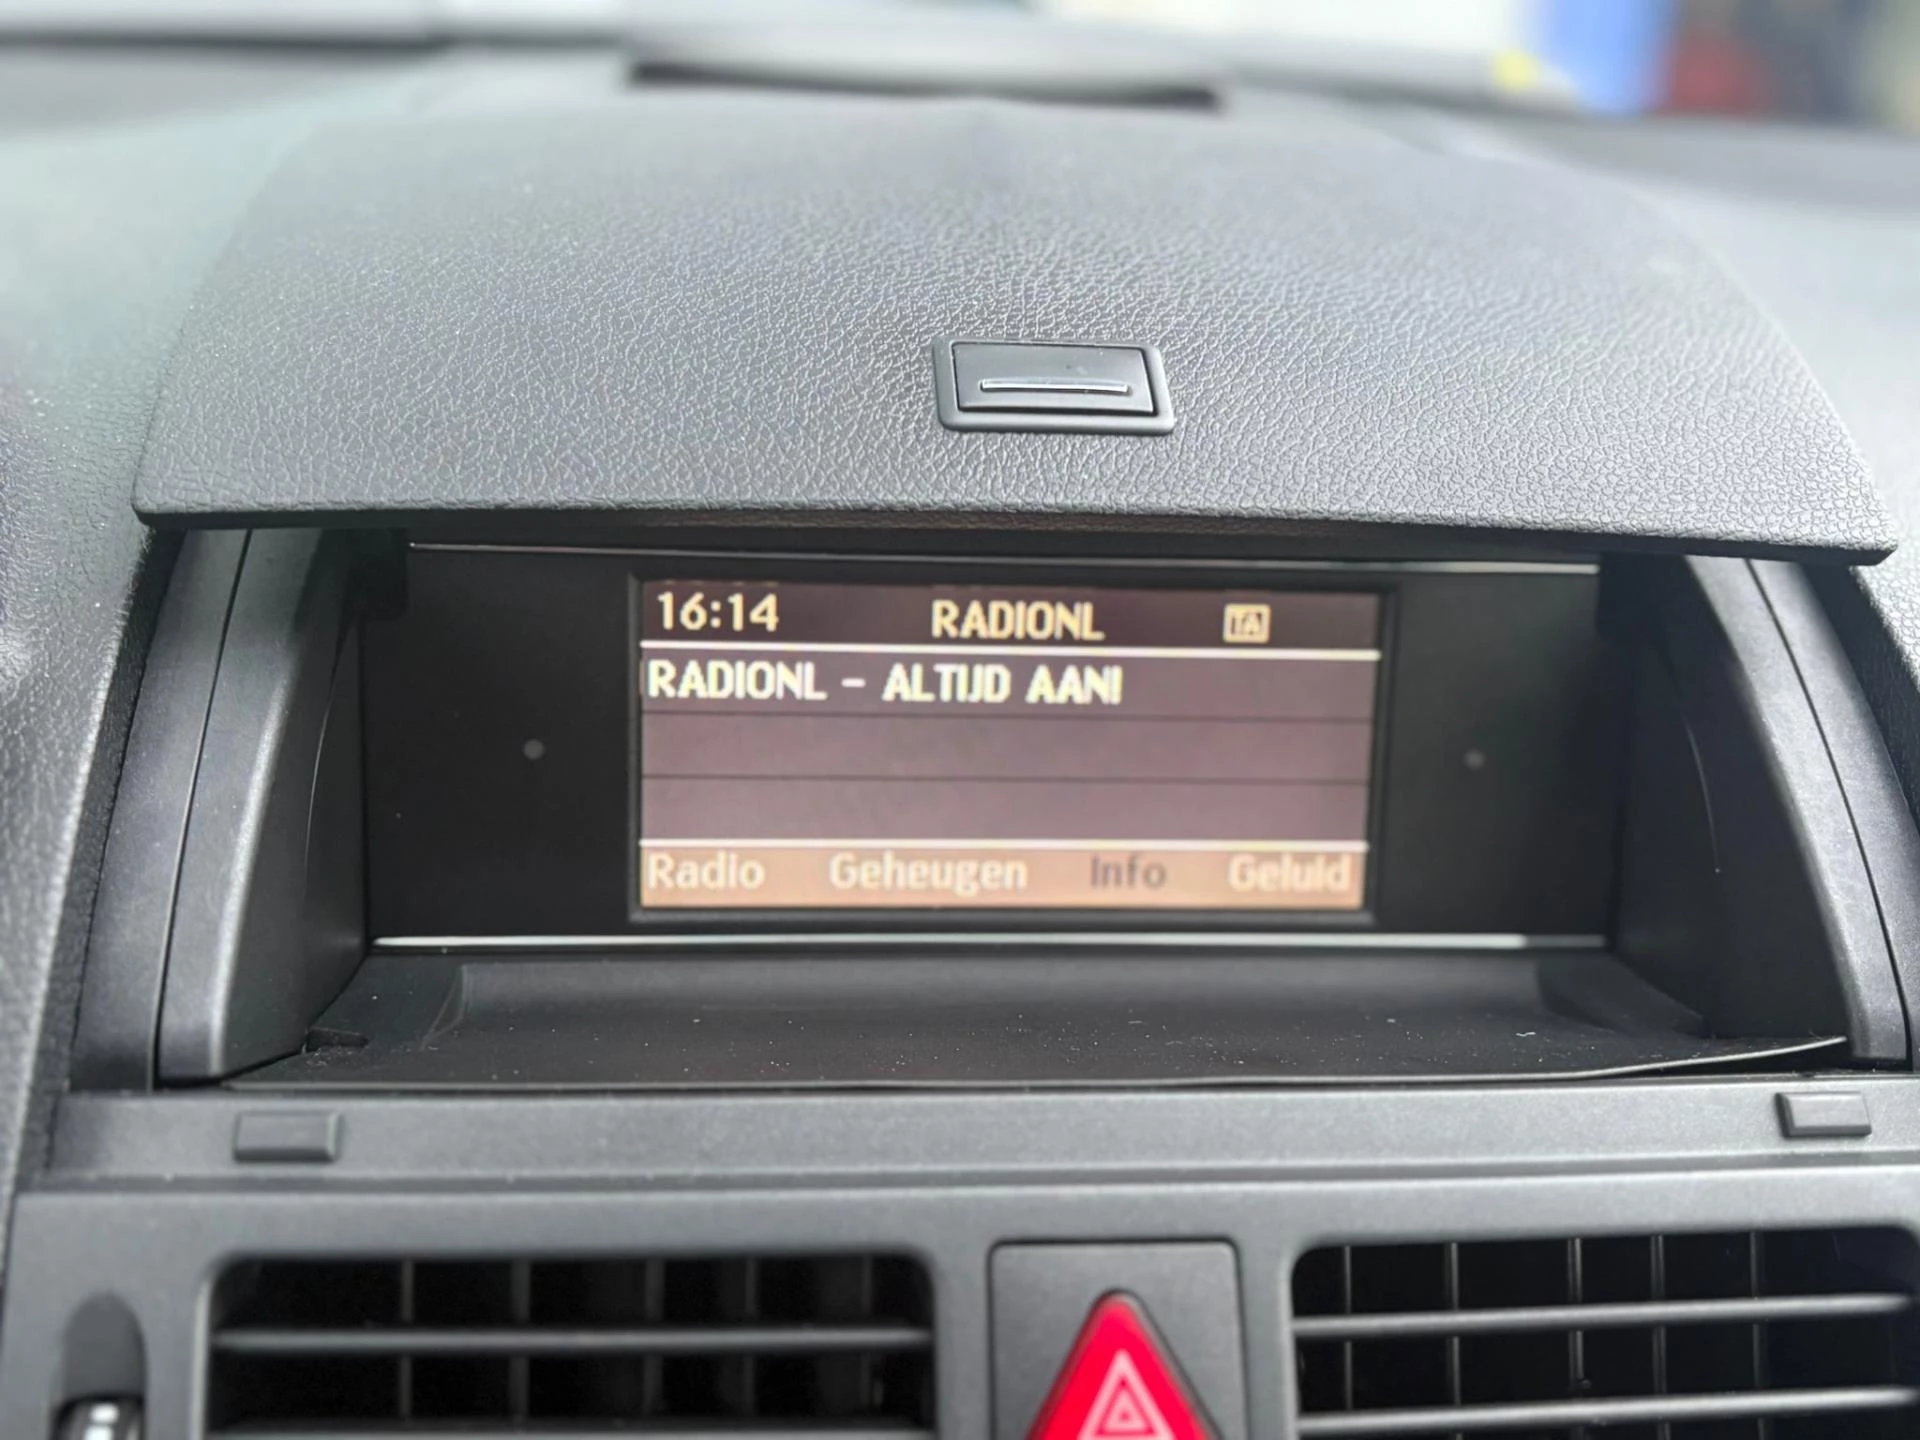 16:14 RADIONL TA
RADIONL - ALTIJD AAN!
Radio Geheugen Info Geluid